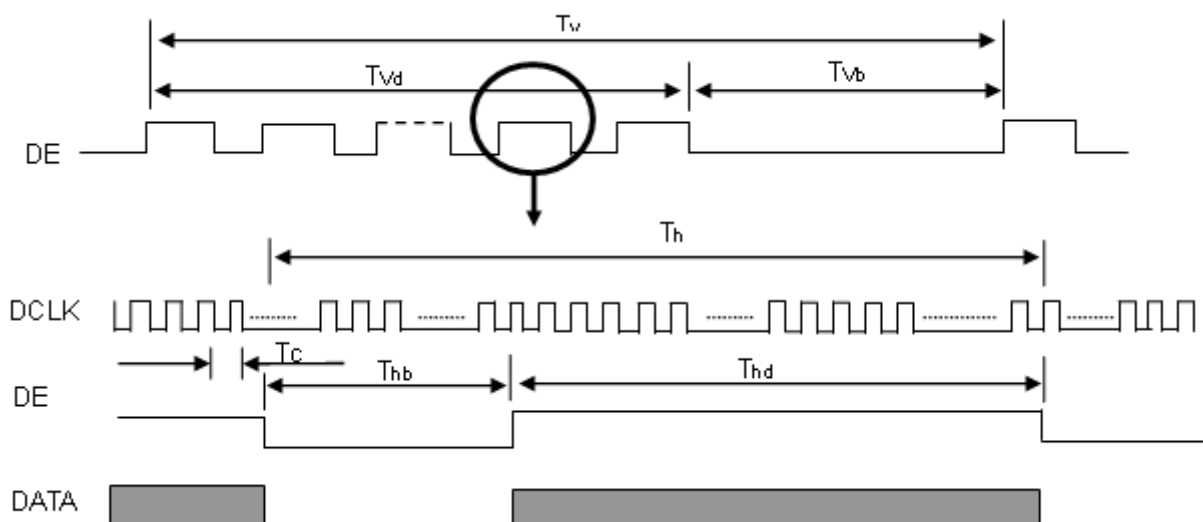 Tv
TVd
TVb
DE
Th
DCLK
TC
Thb
Thd
DE
DATA